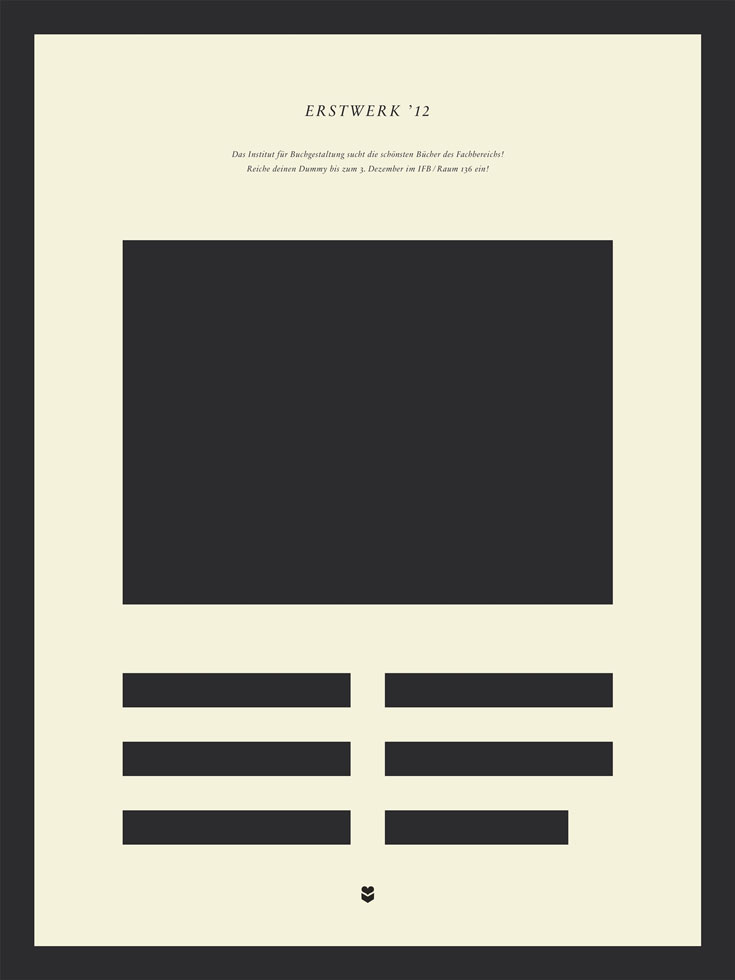 ERSTWERK ’12
Das Institut für Buchgestaltung sucht die schönsten Bücher des Fachbereichs!
Reiche deinen Dummy bis zum 3. Dezember im IFB / Raum 136 ein!